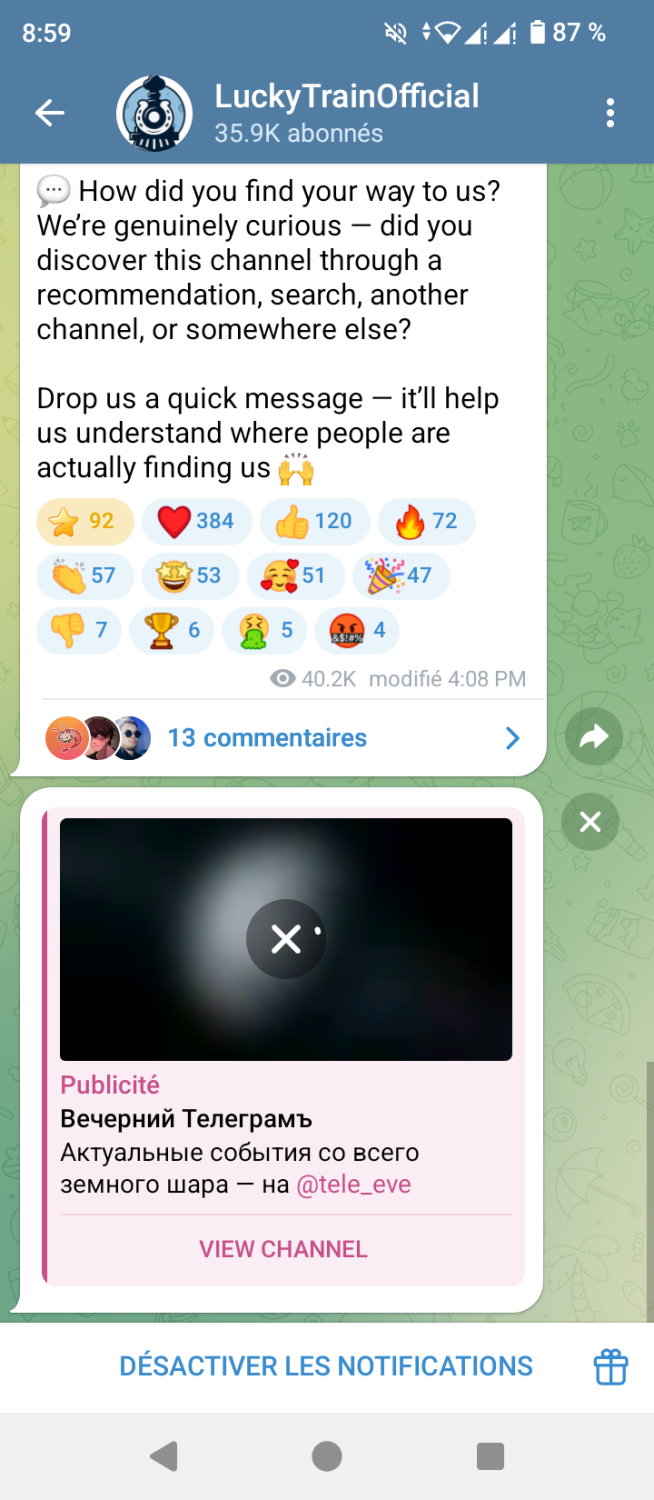 8:59
87 %
LuckyTrainOfficial
35.9K abonnés
💬 How did you find your way to us?
We’re genuinely curious — did you
discover this channel through a
recommendation, search, another
channel, or somewhere else?
Drop us a quick message — it’ll help
us understand where people are
actually finding us 🙌
⭐ 92 ❤️ 384 👍 120 🔥 72
👏 57 🤩 53 🥰 51 🎉 47
👎 7 🏆 6 🤮 5 🤬 4
40.2K modifié 4:08 PM
13 commentaires
Publicité
Вечерний Телеграмъ
Актуальные события со всего
земного шара — на @tele_eve
VIEW CHANNEL
DÉSACTIVER LES NOTIFICATIONS